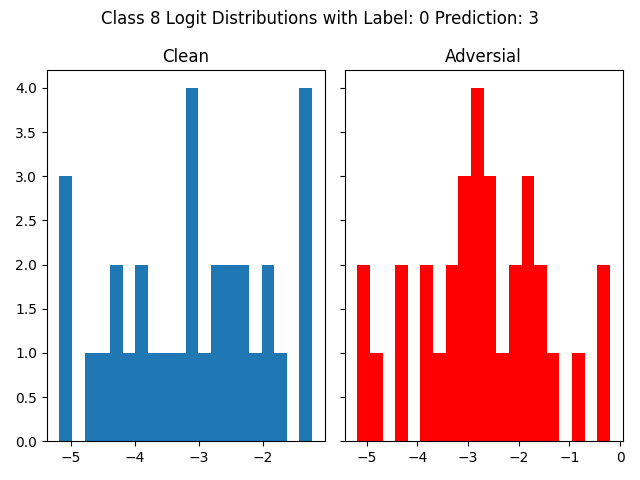 Class 8 Logit Distributions with Label: 0 Prediction: 3
Clean
Adversial
4.0
3.5
3.0
2.5
2.0
1.5
1.0
0.5
0.0
−5 −4 −3 −2
−5 −4 −3 −2 −1 0